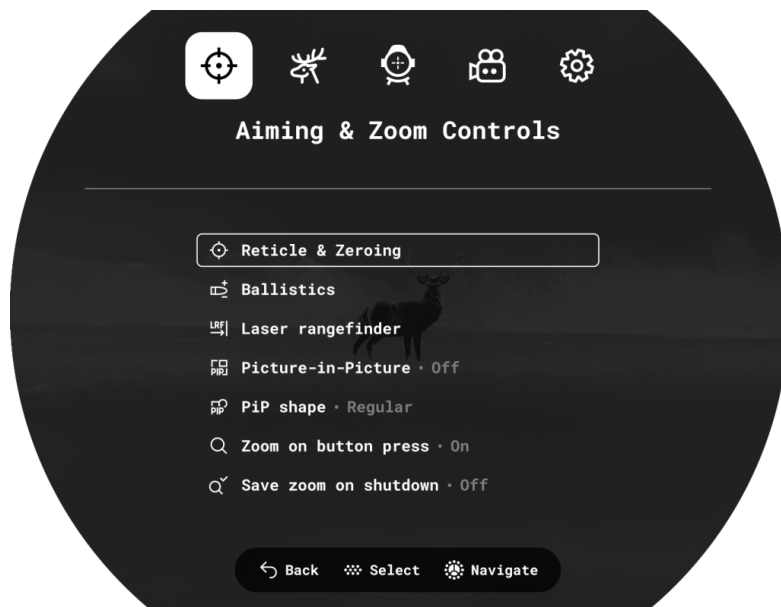 Aiming & Zoom Controls
Reticle & Zeroing
Ballistics
LRF Laser rangefinder
PIP Picture-in-Picture · Off
PIP PiP shape · Regular
Zoom on button press · On
Save zoom on shutdown · Off
Back Select Navigate